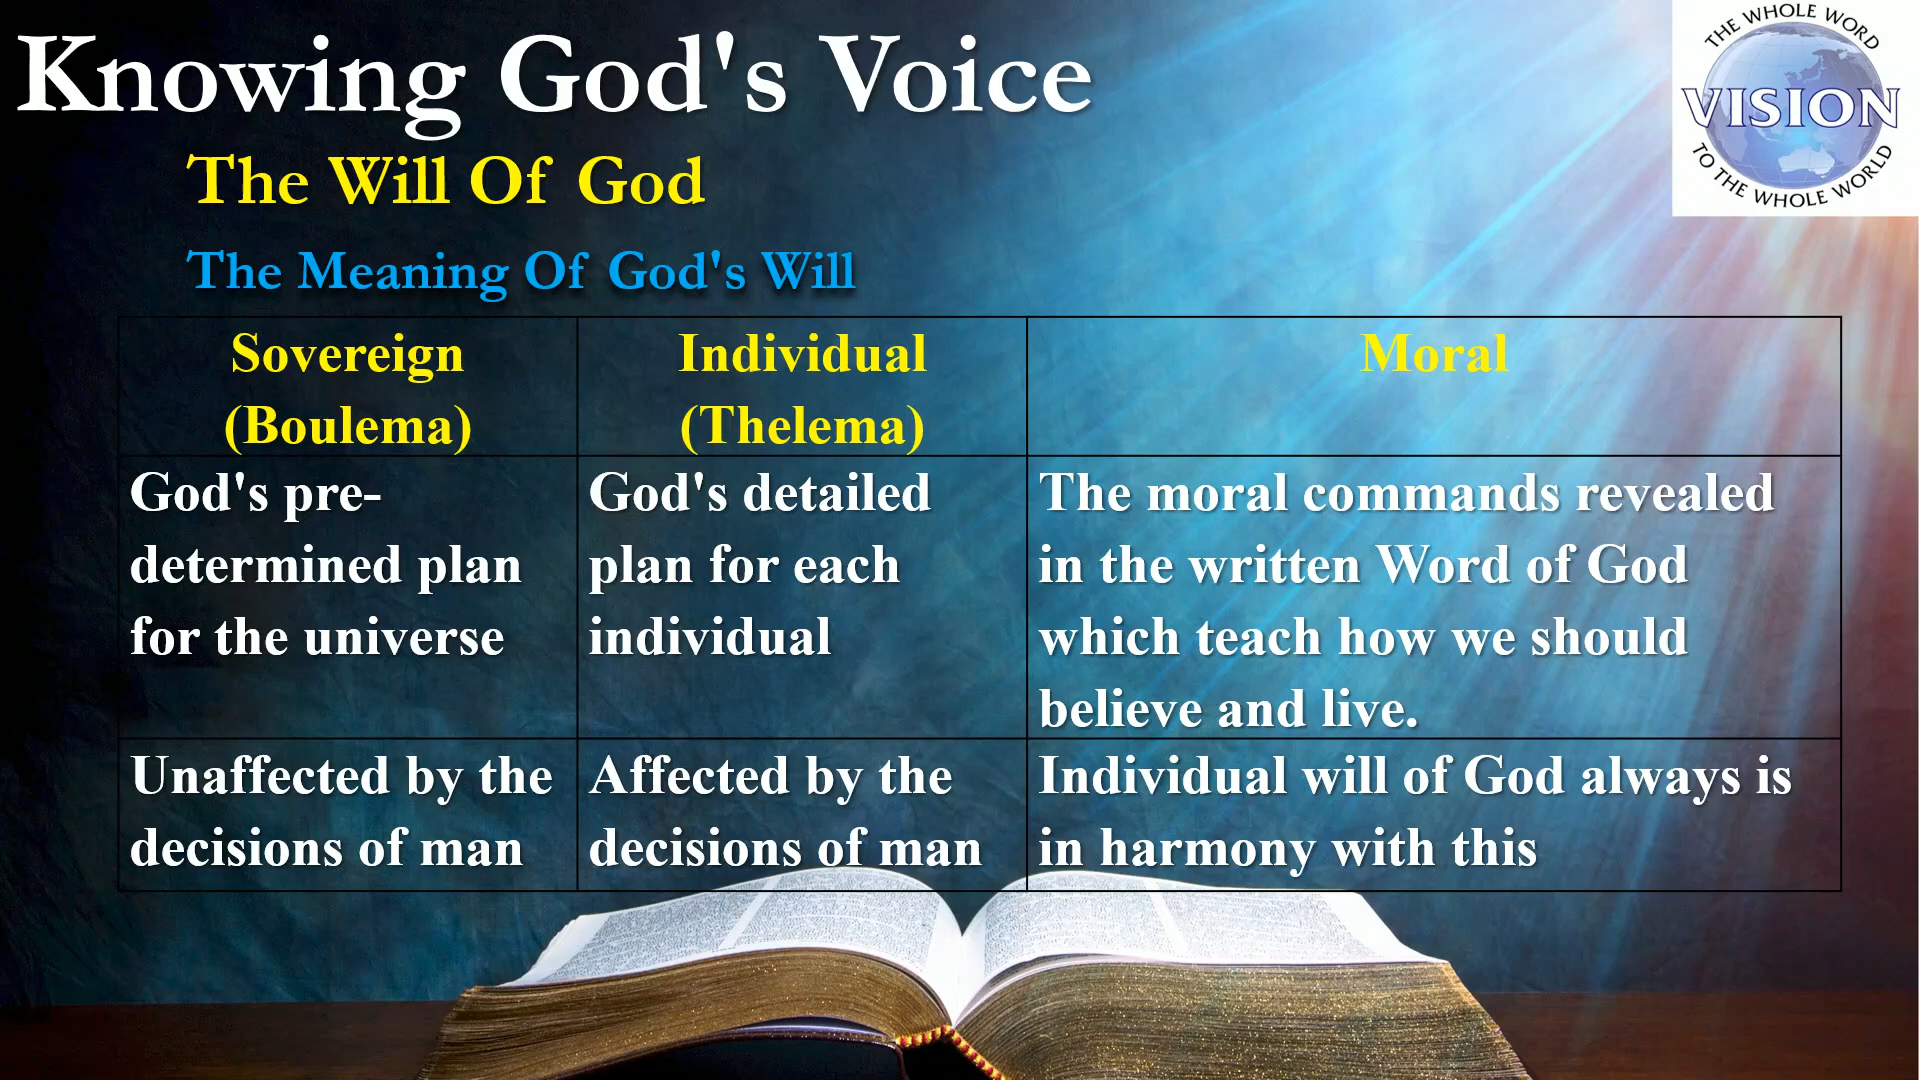 Knowing God's Voice
THE WHOLE WORD
VISION
TO THE WHOLE WORLD
The Will Of God
The Meaning Of God's Will
Sovereign
(Boulema)
Individual
(Thelema)
Moral
God's pre-
determined plan
for the universe
God's detailed
plan for each
individual
The moral commands revealed
in the written Word of God
which teach how we should
believe and live.
Unaffected by the
decisions of man
Affected by the
decisions of man
Individual will of God always is
in harmony with this